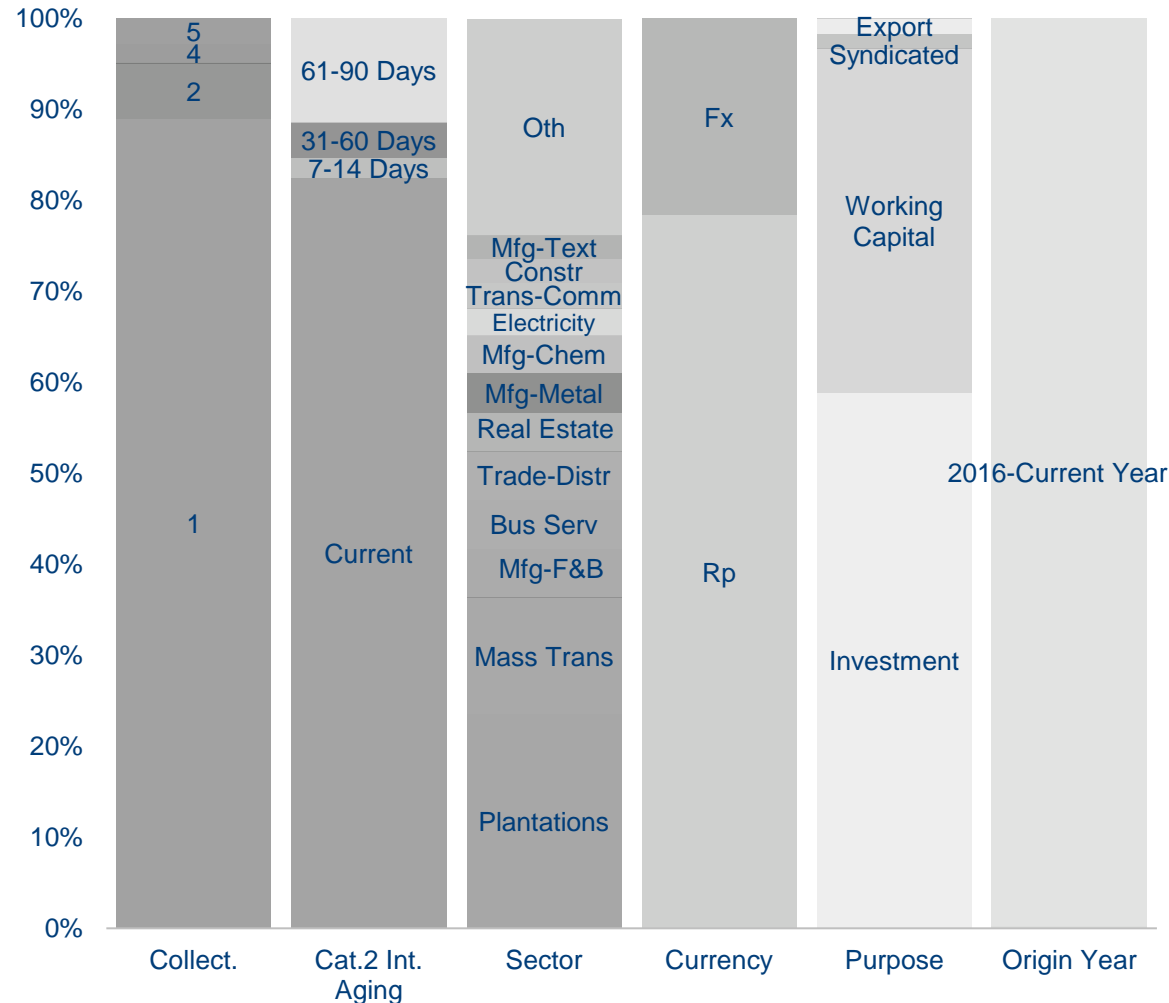 100%
90%
80%
70%
60%
50%
40%
30%
20%
10%
0%
5
4
2
1
61-90 Days
31-60 Days
7-14 Days
Current
Oth
Mfg-Text
Constr
Trans-Comm
Electricity
Mfg-Chem
Mfg-Metal
Real Estate
Trade-Distr
Bus Serv
Mfg-F&B
Mass Trans
Plantations
Fx
Rp
Export
Syndicated
Working
Capital
Investment
2016-Current Year
Collect.
Cat.2 Int.
Aging
Sector
Currency
Purpose
Origin Year